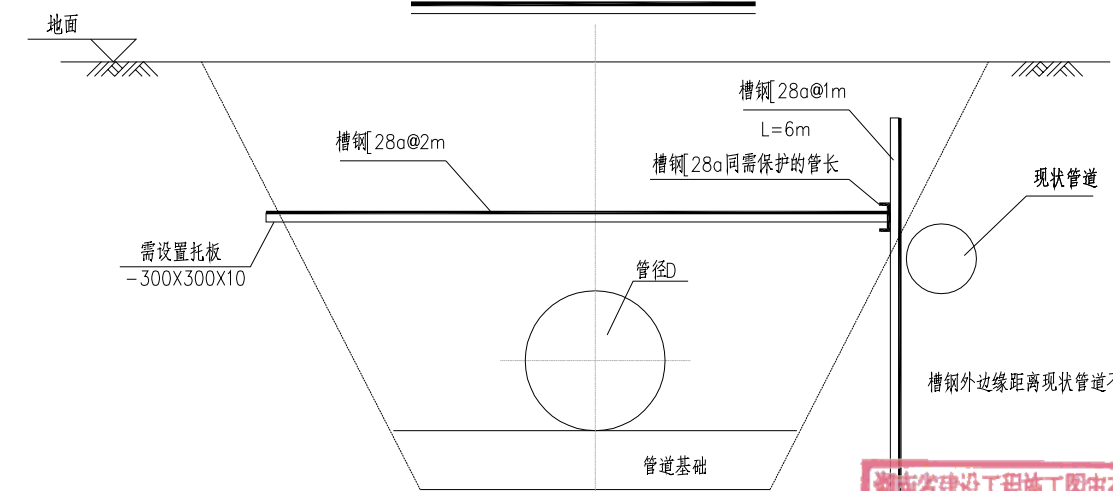 地面
槽钢[28a@1m
L=6m
槽钢[28a@2m
槽钢[28a同需保护的管长
现状管道
需设置托板
-300X300X10
管径D
槽钢外边缘距离现状管道
管道基础